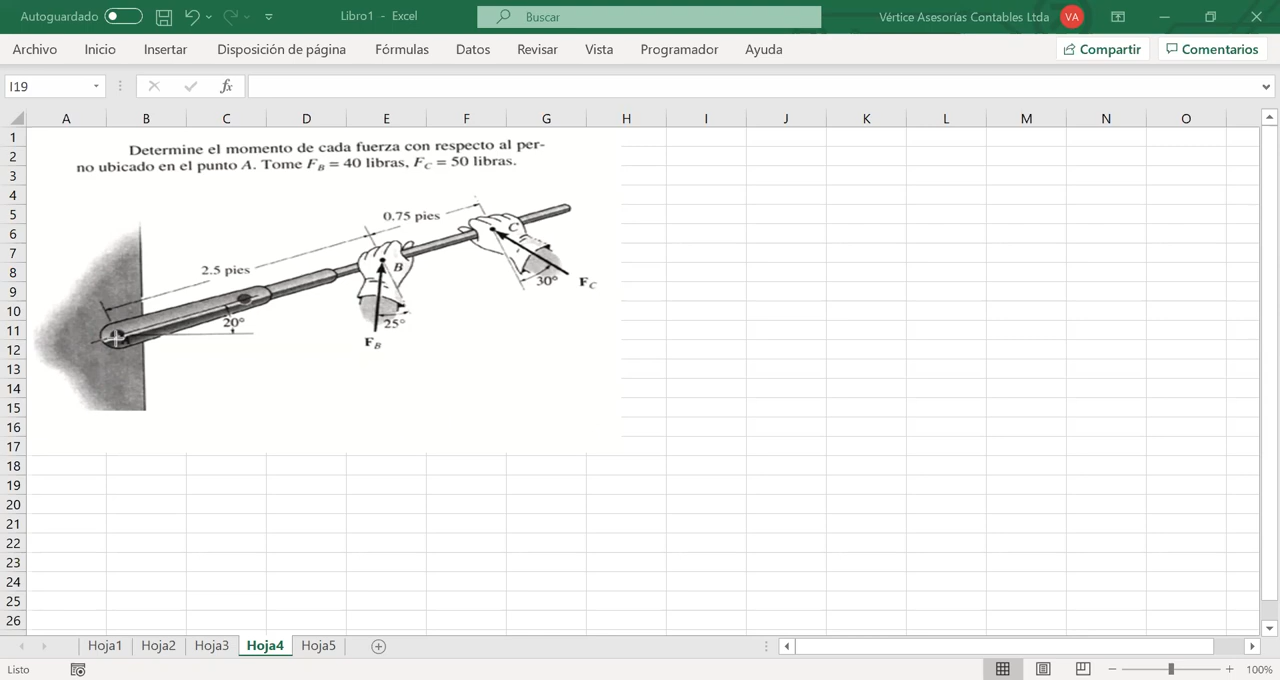 Autoguardado
Libro1 - Excel
Buscar
Vértice Asesorías Contables Ltda
VA
Archivo Inicio Insertar Disposición de página Fórmulas Datos Revisar Vista Programador Ayuda
Compartir
Comentarios
I19
fx
A B C D E F G H I J K L M N O
1
2
3
4
5
6
7
8
9
10
11
12
13
14
15
16
17
18
19
20
21
22
23
24
25
26
Determine el momento de cada fuerza con respecto al per-
no ubicado en el punto A. Tome F_B = 40 libras, F_C = 50 libras.
0.75 pies
C
2.5 pies
B
30°
F_C
20°
25°
F_B
Hoja1 Hoja2 Hoja3 Hoja4 Hoja5
Listo
100%